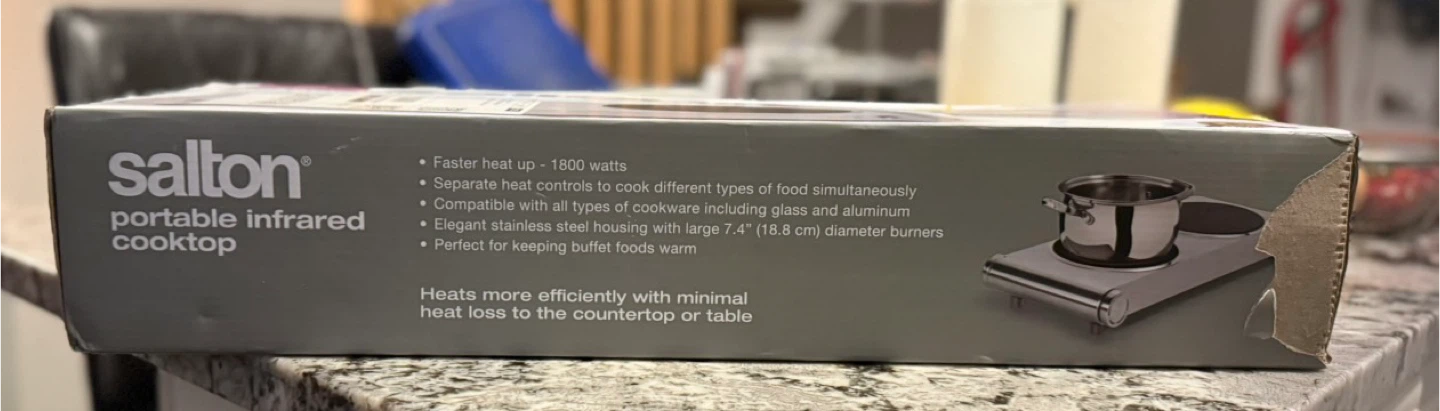 salton®
portable infrared
cooktop
• Faster heat up - 1800 watts
• Separate heat controls to cook different types of food simultaneously
• Compatible with all types of cookware including glass and aluminum
• Elegant stainless steel housing with large 7.4" (18.8 cm) diameter burners
• Perfect for keeping buffet foods warm
Heats more efficiently with minimal
heat loss to the countertop or table